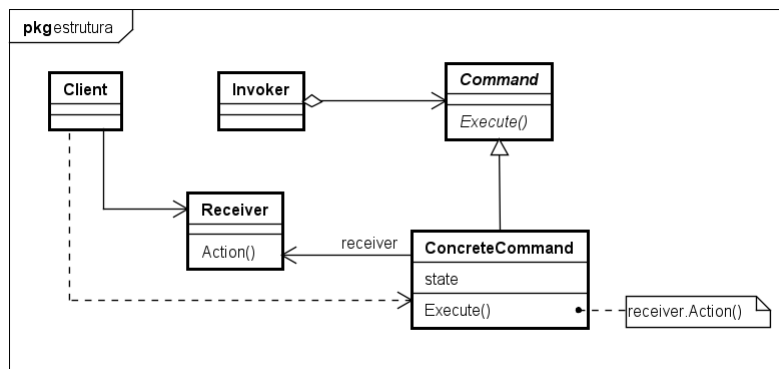 pkg estrutura
Client
Invoker
Command
Execute()
Receiver
Action()
receiver
ConcreteCommand
state
Execute()
receiver.Action()